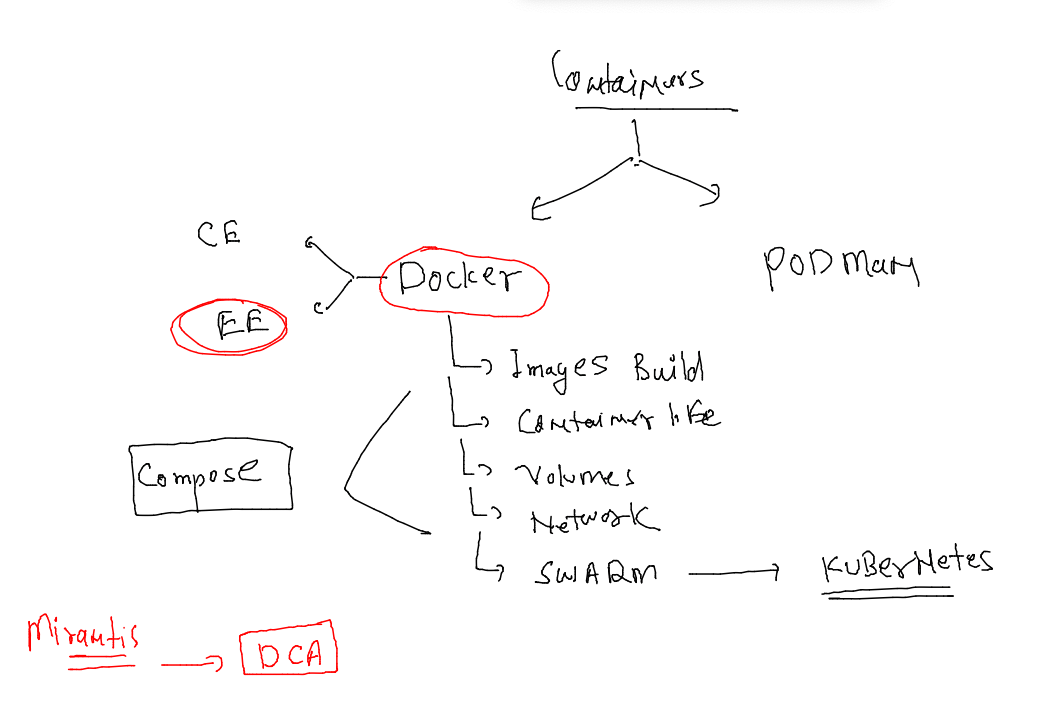 Containers
CE
Docker
PODMan
EE
Images Build
Container life
Compose
Volumes
Network
SWARM
KuBerNetes
Mirantis
DCA